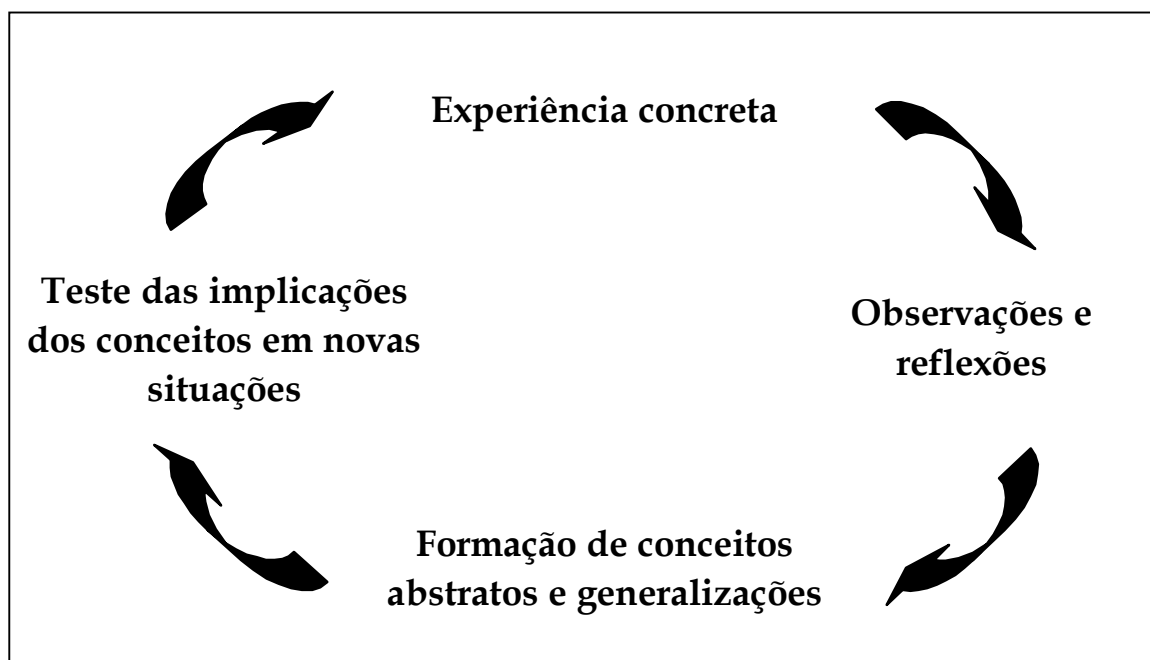 Experiência concreta
Observações e
reflexões
Formação de conceitos
abstratos e generalizações
Teste das implicações
dos conceitos em novas
situações